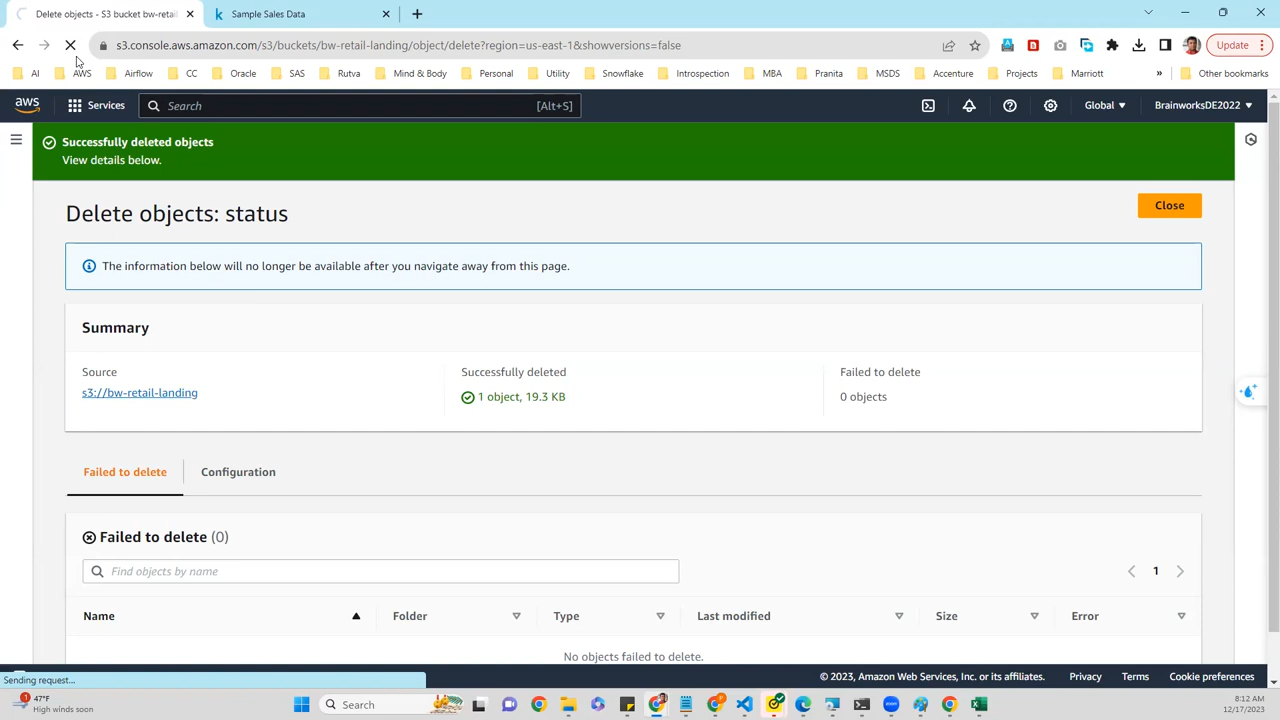 Delete objects - S3 bucket bw-retai
Sample Sales Data
s3.console.aws.amazon.com/s3/buckets/bw-retail-landing/object/delete?region=us-east-1&showversions=false
Update
AI
AWS
Airflow
CC
Oracle
SAS
Rutva
Mind & Body
Personal
Utility
Snowflake
Introspection
MBA
Pranita
MSDS
Accenture
Projects
Marriott
»
Other bookmarks
aws
Services
Search
[Alt+S]
Global
BrainworksDE2022
Successfully deleted objects
View details below.
Delete objects: status
Close
The information below will no longer be available after you navigate away from this page.
Summary
Source
Successfully deleted
Failed to delete
s3://bw-retail-landing
1 object, 19.3 KB
0 objects
Failed to delete
Configuration
Failed to delete (0)
Find objects by name
1
Name
Folder
Type
Last modified
Size
Error
No objects failed to delete.
Sending request...
© 2023, Amazon Web Services, Inc. or its affiliates.
Privacy
Terms
Cookie preferences
47°F
High winds soon
Search
8:12 AM
12/17/2023